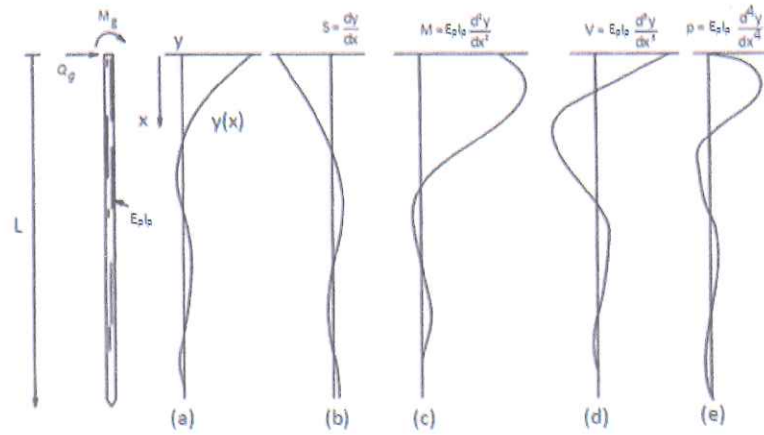 M_g
Q_g
L
E_pI_p
x
y
y(x)
S = dy/dx
M = E_pI_p d²y/dx²
V = E_pI_p d³y/dx³
p = E_pI_p d⁴y/dx⁴
(a)
(b)
(c)
(d)
(e)